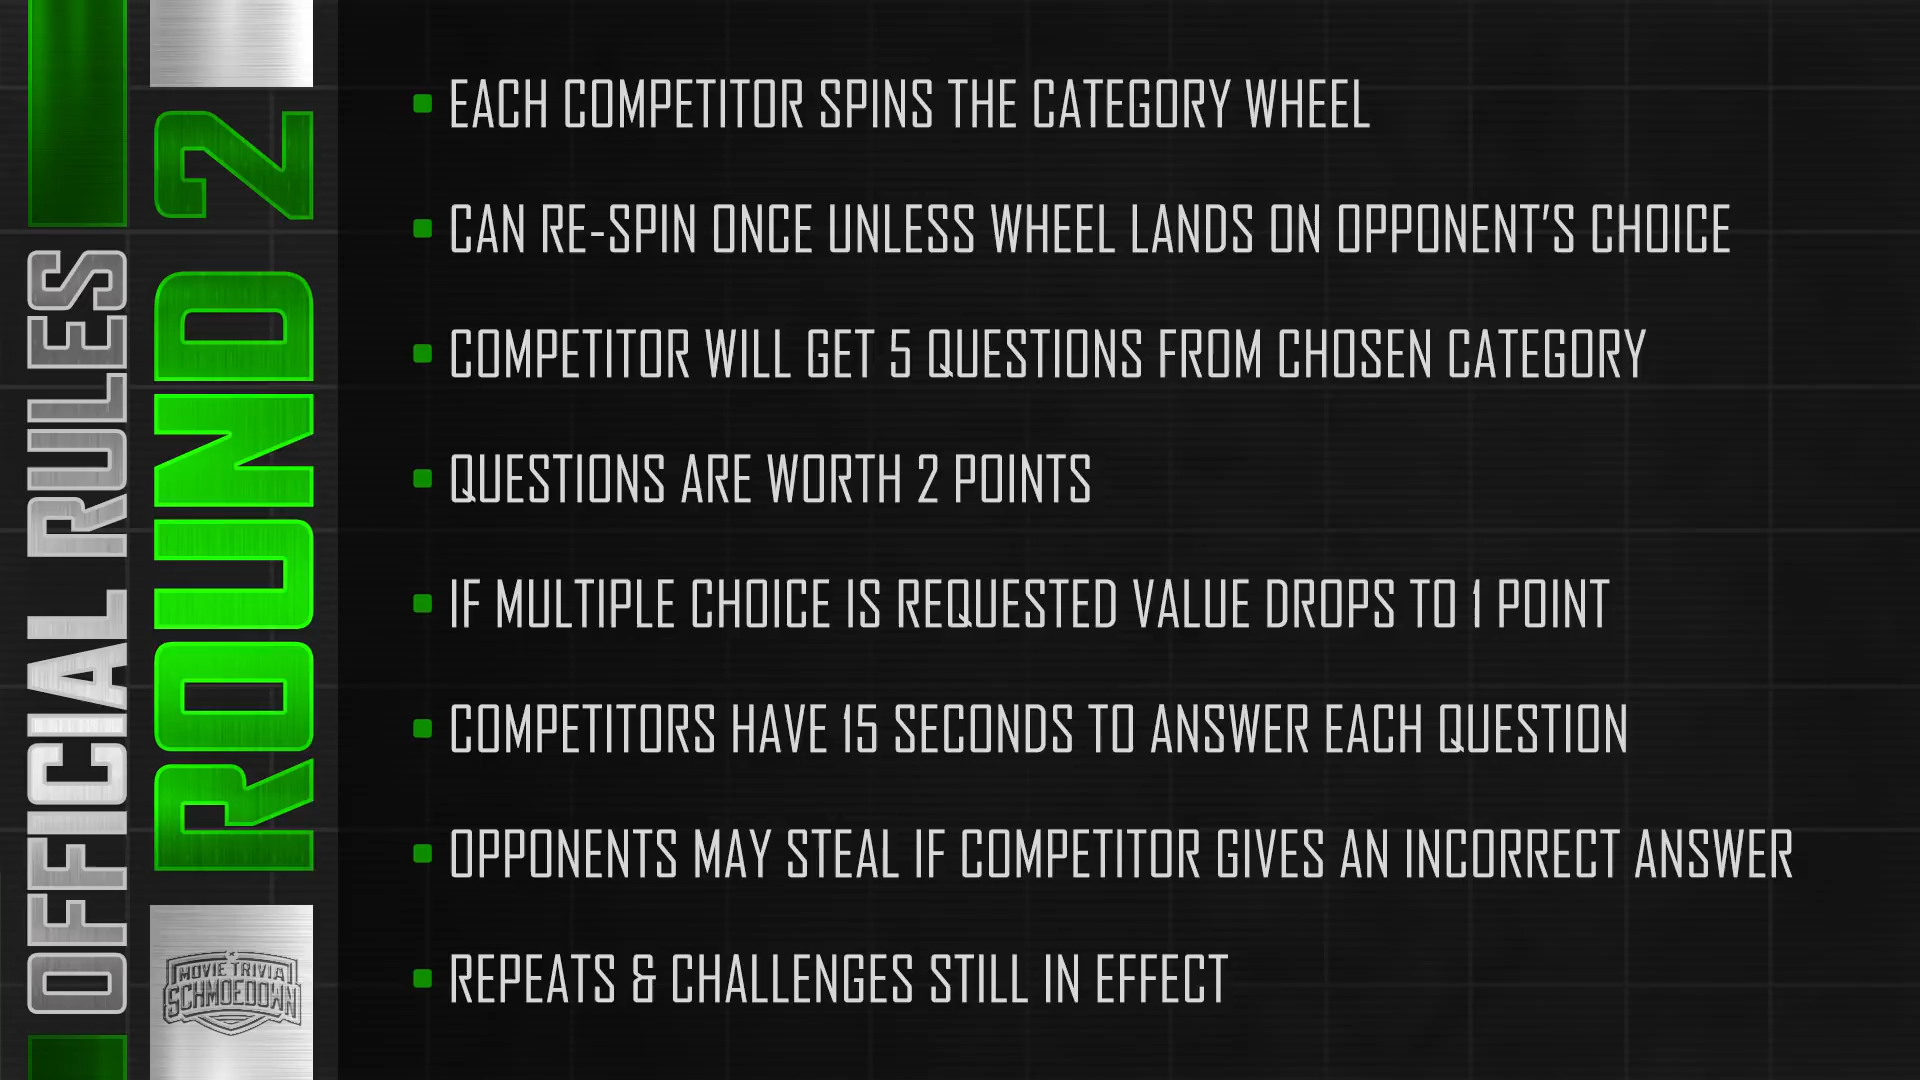 OFFICIAL RULES
ROUND 2
MOVIE TRIVIA
SCHMOEDOWN
EACH COMPETITOR SPINS THE CATEGORY WHEEL
CAN RE-SPIN ONCE UNLESS WHEEL LANDS ON OPPONENT'S CHOICE
COMPETITOR WILL GET 5 QUESTIONS FROM CHOSEN CATEGORY
QUESTIONS ARE WORTH 2 POINTS
IF MULTIPLE CHOICE IS REQUESTED VALUE DROPS TO 1 POINT
COMPETITORS HAVE 15 SECONDS TO ANSWER EACH QUESTION
OPPONENTS MAY STEAL IF COMPETITOR GIVES AN INCORRECT ANSWER
REPEATS & CHALLENGES STILL IN EFFECT